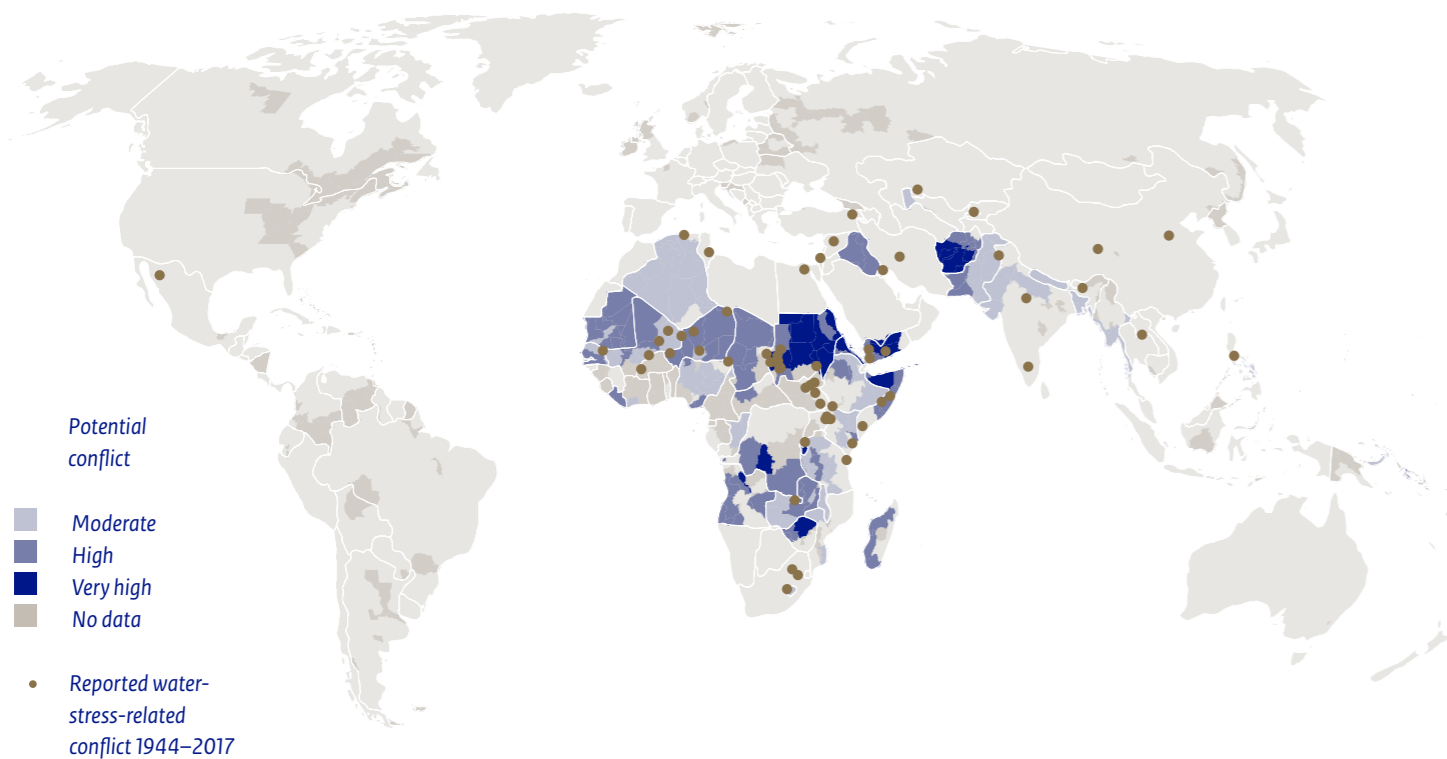 Potential
conflict
Moderate
High
Very high
No data
Reported water-
stress-related
conflict 1944–2017